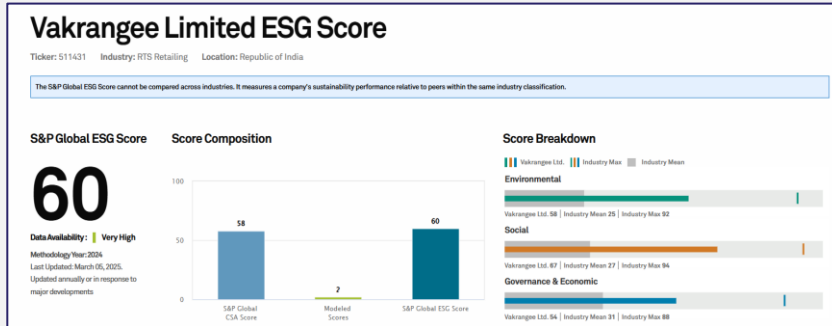 Vakrangee Limited ESG Score
Ticker: 511431 Industry: RTS Retailing Location: Republic of India
The S&P Global ESG Score cannot be compared across industries. It measures a company's sustainability performance relative to peers within the same industry classification.
S&P Global ESG Score
60
Data Availability: Very High
Methodology Year: 2024
Last Updated: March 05, 2025.
Updated annually or in response to
major developments
Score Composition
100
50
0
58
2
60
S&P Global
CSA Score
Modeled
Scores
S&P Global ESG Score
Score Breakdown
Vakrangee Ltd. Industry Max Industry Mean
Environmental
Vakrangee Ltd. 58 | Industry Mean 25 | Industry Max 92
Social
Vakrangee Ltd. 67 | Industry Mean 27 | Industry Max 94
Governance & Economic
Vakrangee Ltd. 54 | Industry Mean 31 | Industry Max 88